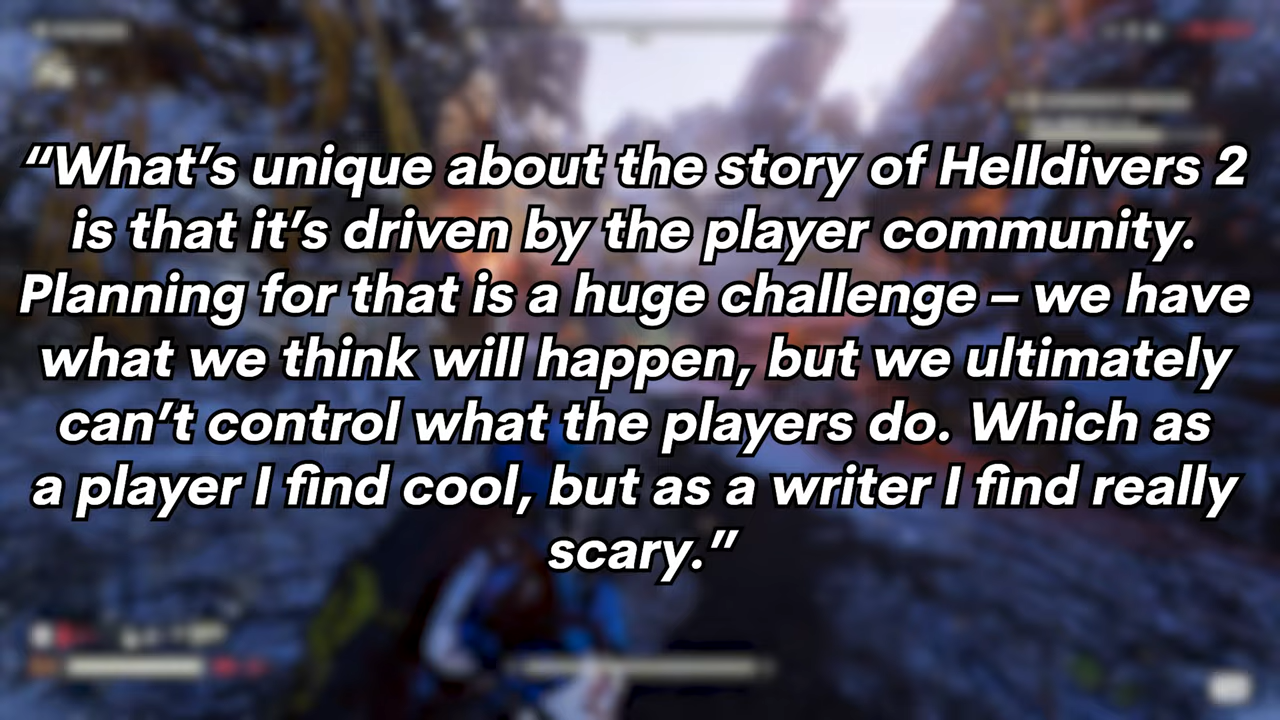 “What’s unique about the story of Helldivers 2
is that it’s driven by the player community.
Planning for that is a huge challenge – we have
what we think will happen, but we ultimately
can’t control what the players do. Which as
a player I find cool, but as a writer I find really
scary.”